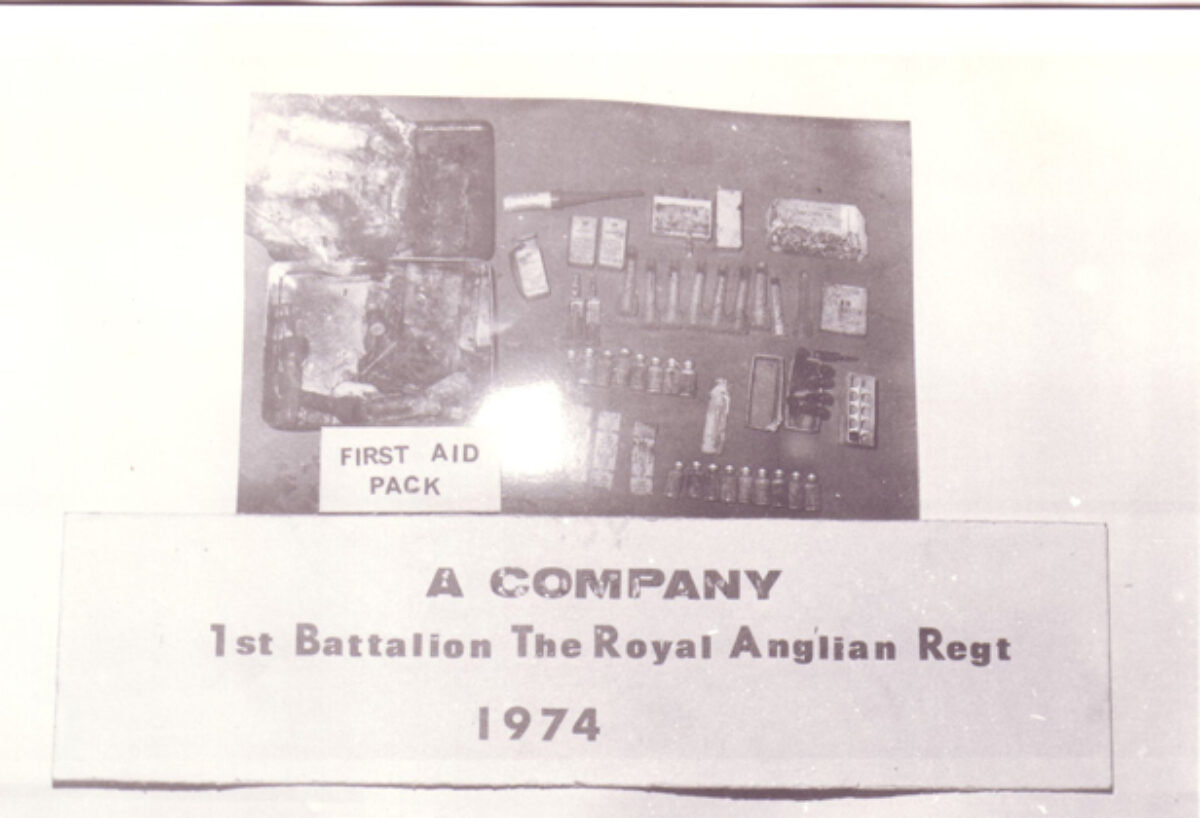 FIRST AID
PACK
A COMPANY
1st Battalion The Royal Anglian Regt
1974